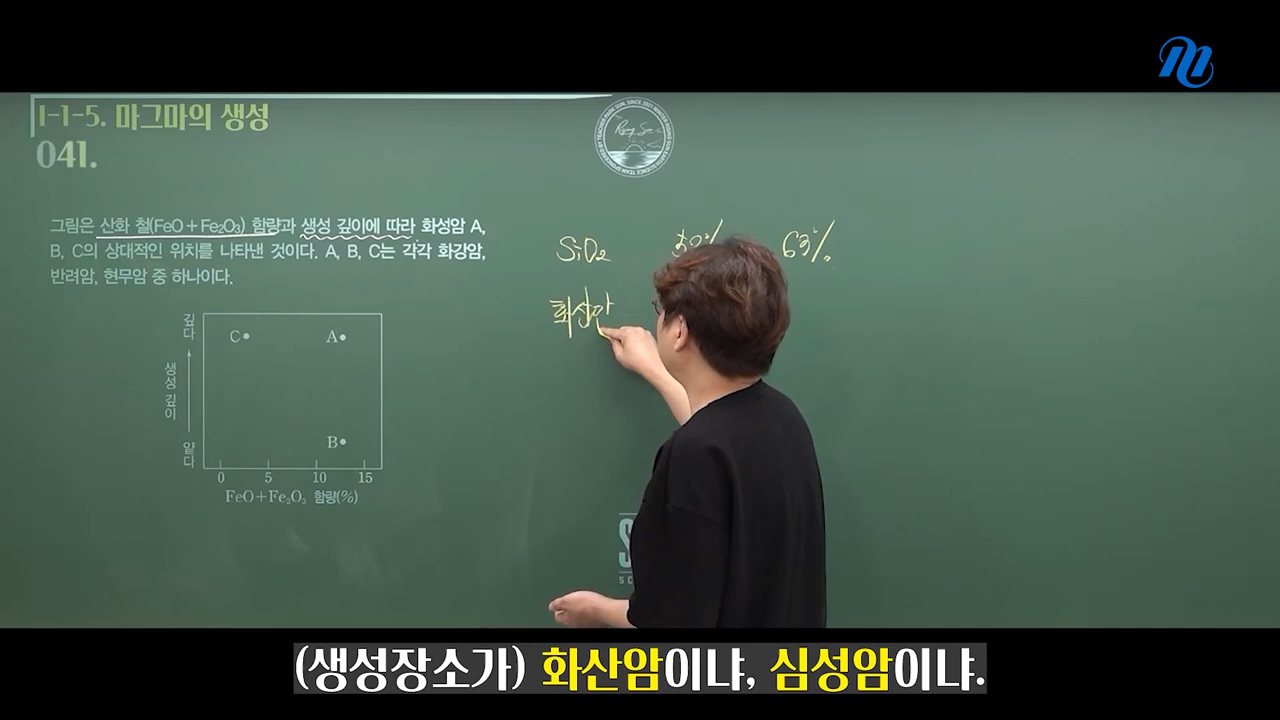 1-1-5. 마그마의 생성
041.
그림은 산화 철(FeO+Fe₂O₃) 함량과 생성 깊이에 따라 화성암 A,
B, C의 상대적인 위치를 나타낸 것이다. A, B, C는 각각 화강암,
반려암, 현무암 중 하나이다.
깊다
생성 깊이
얕다
C
A
B
0 5 10 15
FeO+Fe₂O₃ 함량(%)
SiO₂
63%
화산암
(생성장소가) 화산암이냐, 심성암이냐.